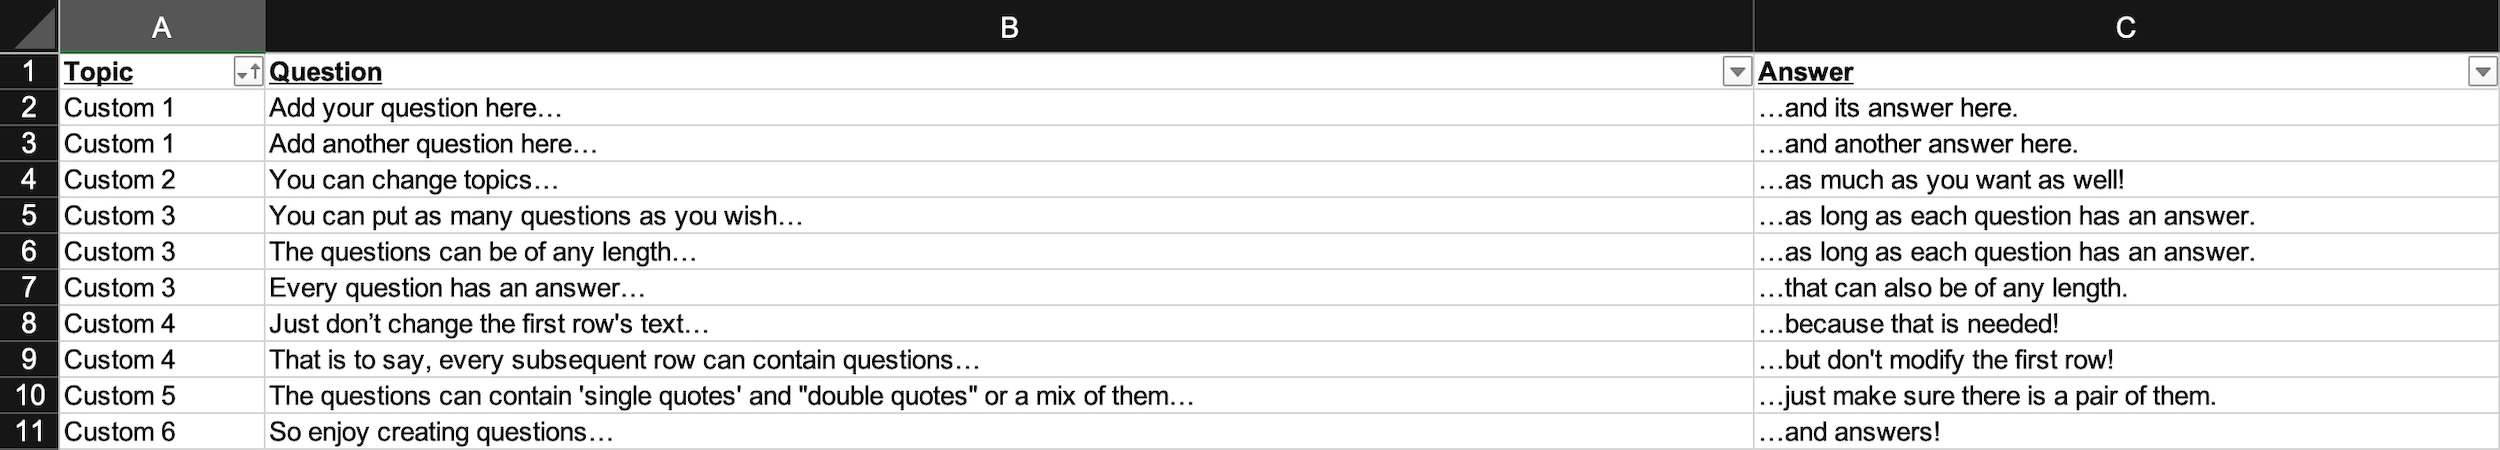 A B C
1 Topic Question Answer
2 Custom 1 Add your question here… …and its answer here.
3 Custom 1 Add another question here… …and another answer here.
4 Custom 2 You can change topics… …as much as you want as well!
5 Custom 3 You can put as many questions as you wish… …as long as each question has an answer.
6 Custom 3 The questions can be of any length… …as long as each question has an answer.
7 Custom 3 Every question has an answer… …that can also be of any length.
8 Custom 4 Just don’t change the first row's text… …because that is needed!
9 Custom 4 That is to say, every subsequent row can contain questions… …but don't modify the first row!
10 Custom 5 The questions can contain 'single quotes' and "double quotes" or a mix of them… …just make sure there is a pair of them.
11 Custom 6 So enjoy creating questions… …and answers!